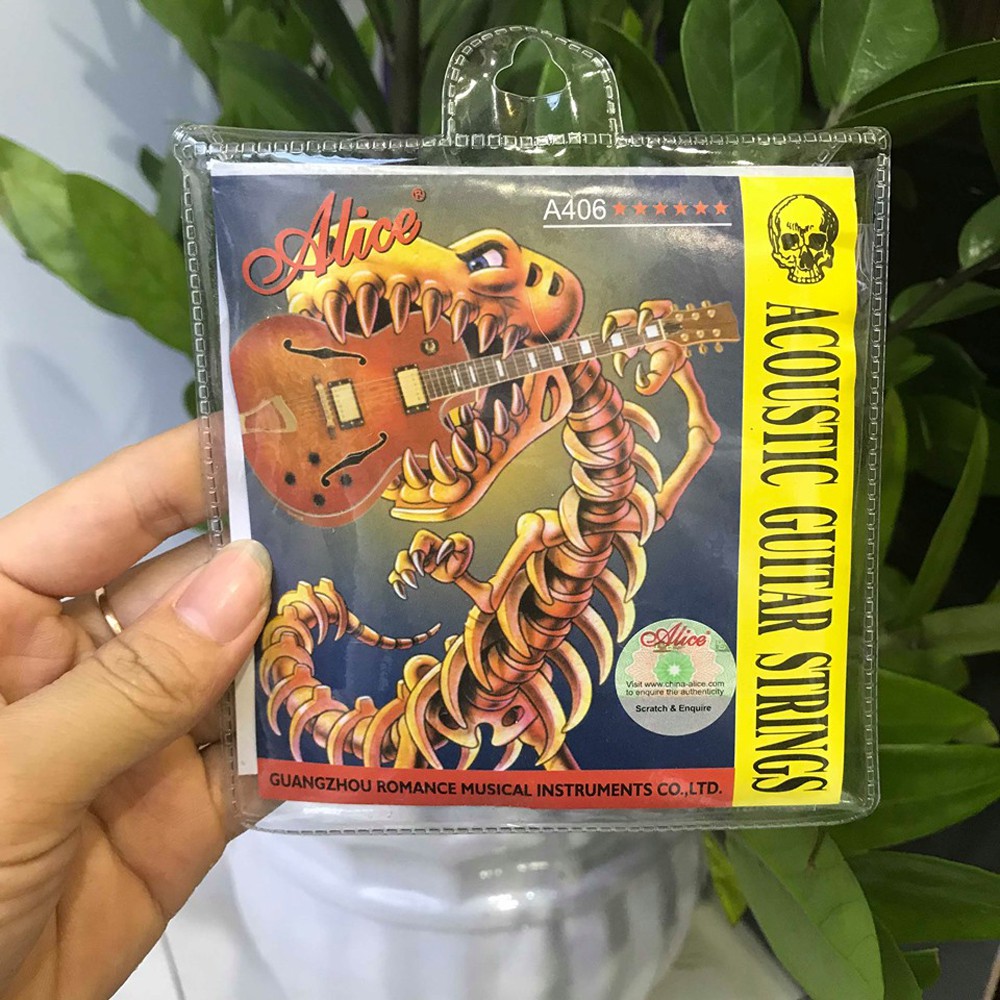 Alice®
A406 ★★★★★★
ACOUSTIC GUITAR STRINGS
Alice®
Visit www.china-alice.com
to enquire the authenticity
Scratch & Enquire
GUANGZHOU ROMANCE MUSICAL INSTRUMENTS CO.,LTD.